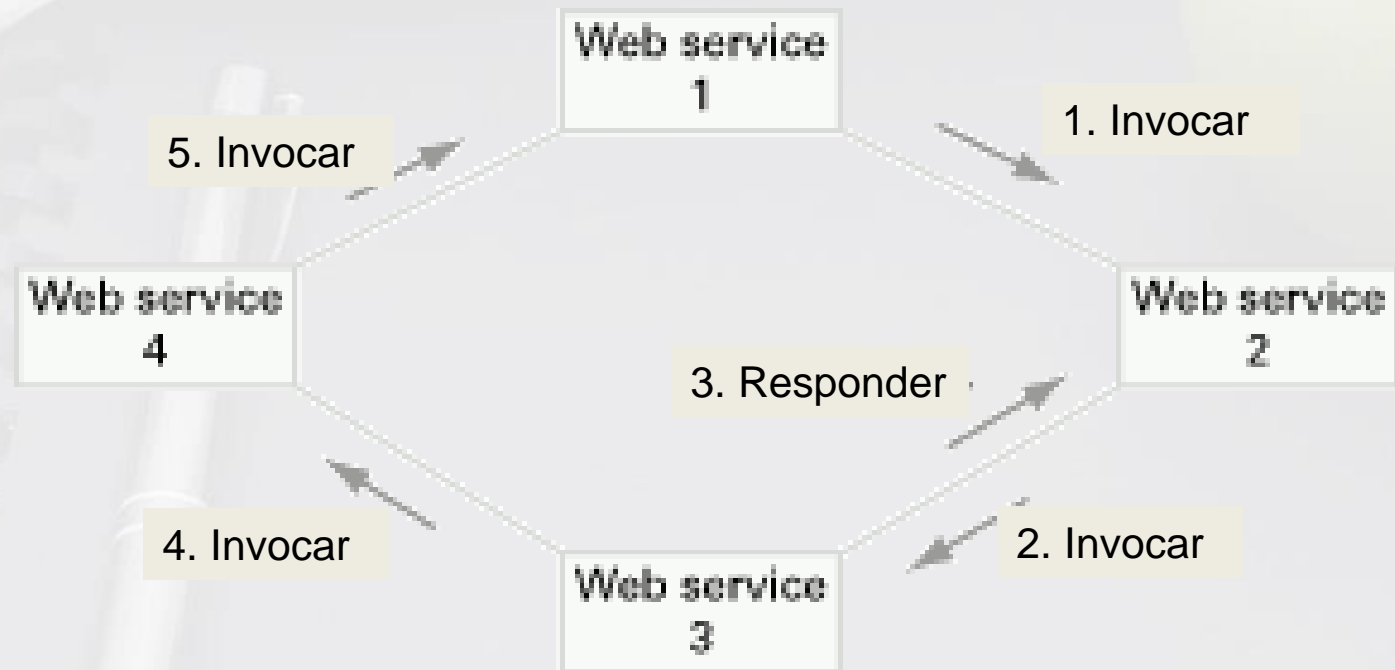 Web service
1
5. Invocar
1. Invocar
Web service
4
Web service
2
3. Responder
4. Invocar
2. Invocar
Web service
3